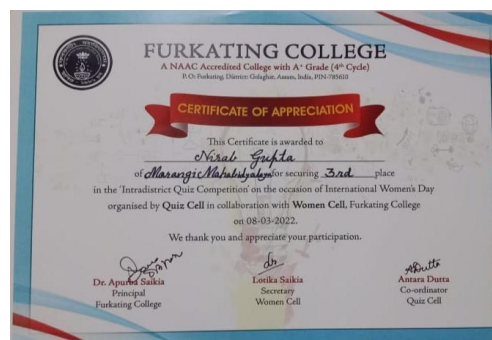 FURKATING COLLEGE
A NAAC Accredited College with A+ Grade (4th Cycle)
P. O: Furkating, District: Golaghat, Assam, India, PIN-785610
CERTIFICATE OF APPRECIATION
This Certificate is awarded to
Nirab Gupta
of Marangi Mahabidyalaya for securing 3rd place
in the 'Intradistrict Quiz Competition' on the occasion of International Women's Day
organised by Quiz Cell in collaboration with Women Cell, Furkating College
on 08-03-2022.
We thank you and appreciate your participation.
Dr. Apurba Saikia Lotika Saikia Antara Dutta
Principal Secretary Co-ordinator
Furkating College Women Cell Quiz Cell